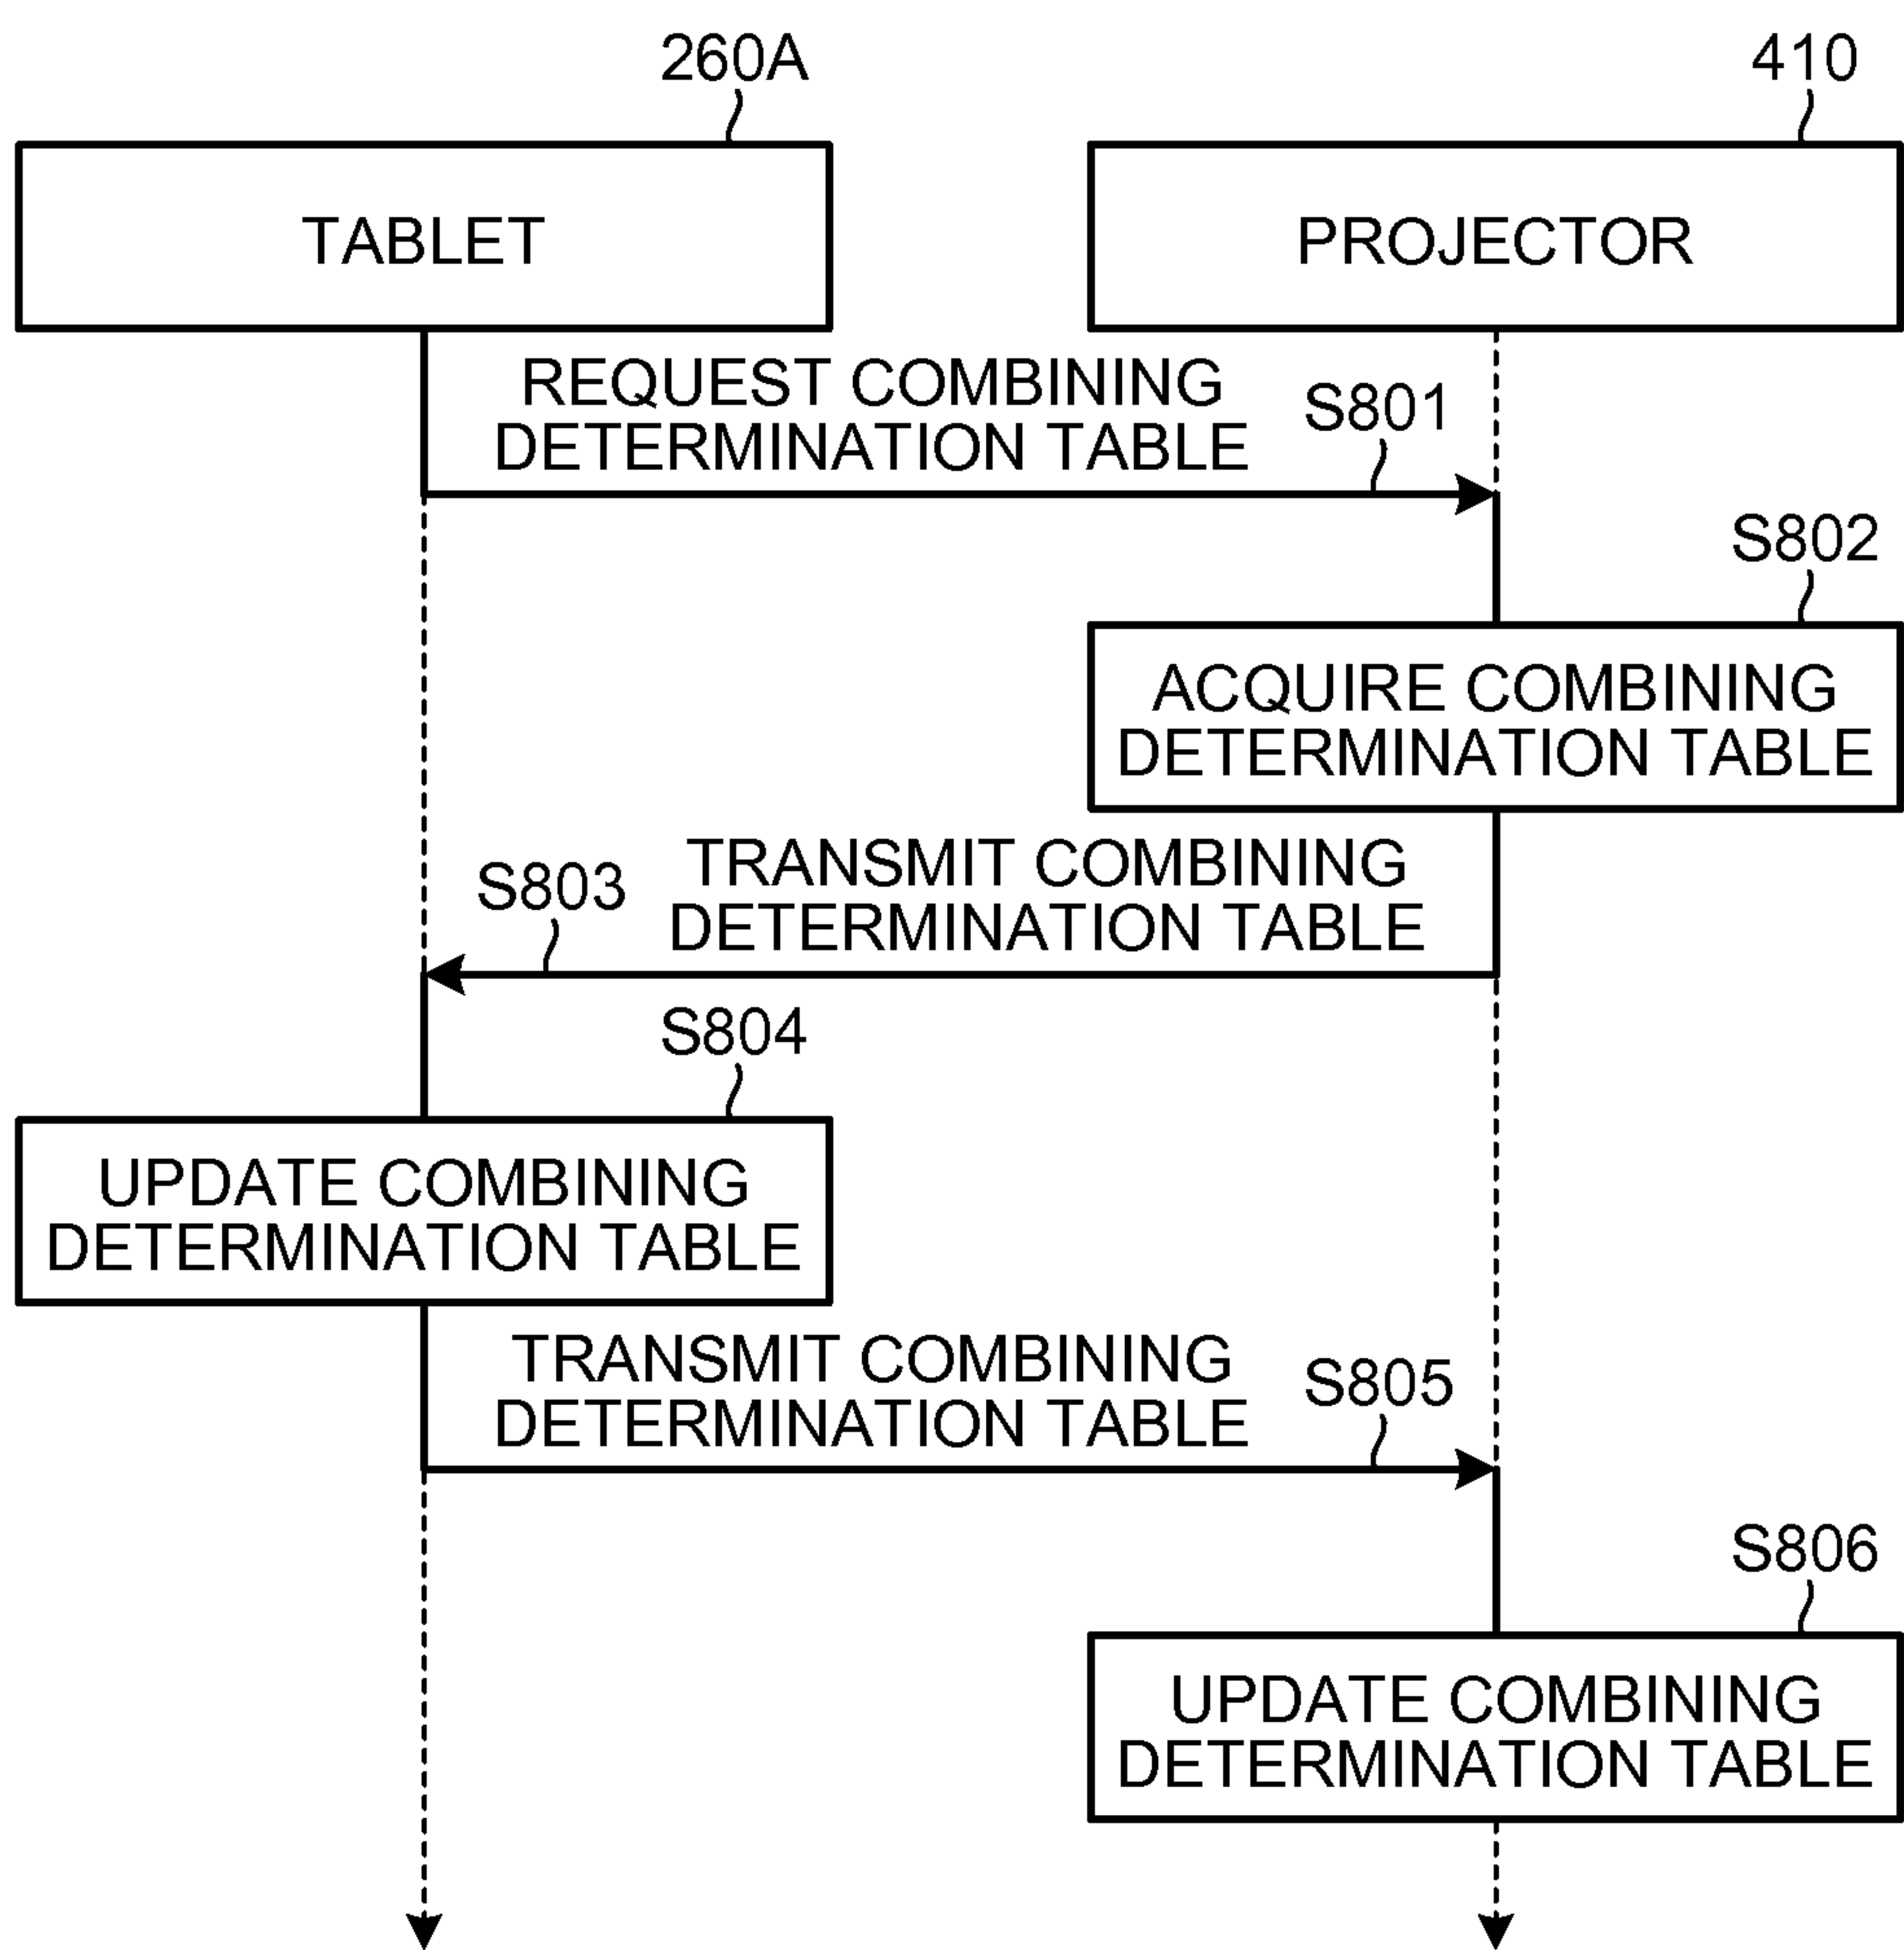 260A
410
TABLET
PROJECTOR
REQUEST COMBINING
DETERMINATION TABLE
S801
S802
ACQUIRE COMBINING
DETERMINATION TABLE
TRANSMIT COMBINING
DETERMINATION TABLE
S803
S804
UPDATE COMBINING
DETERMINATION TABLE
TRANSMIT COMBINING
DETERMINATION TABLE
S805
S806
UPDATE COMBINING
DETERMINATION TABLE